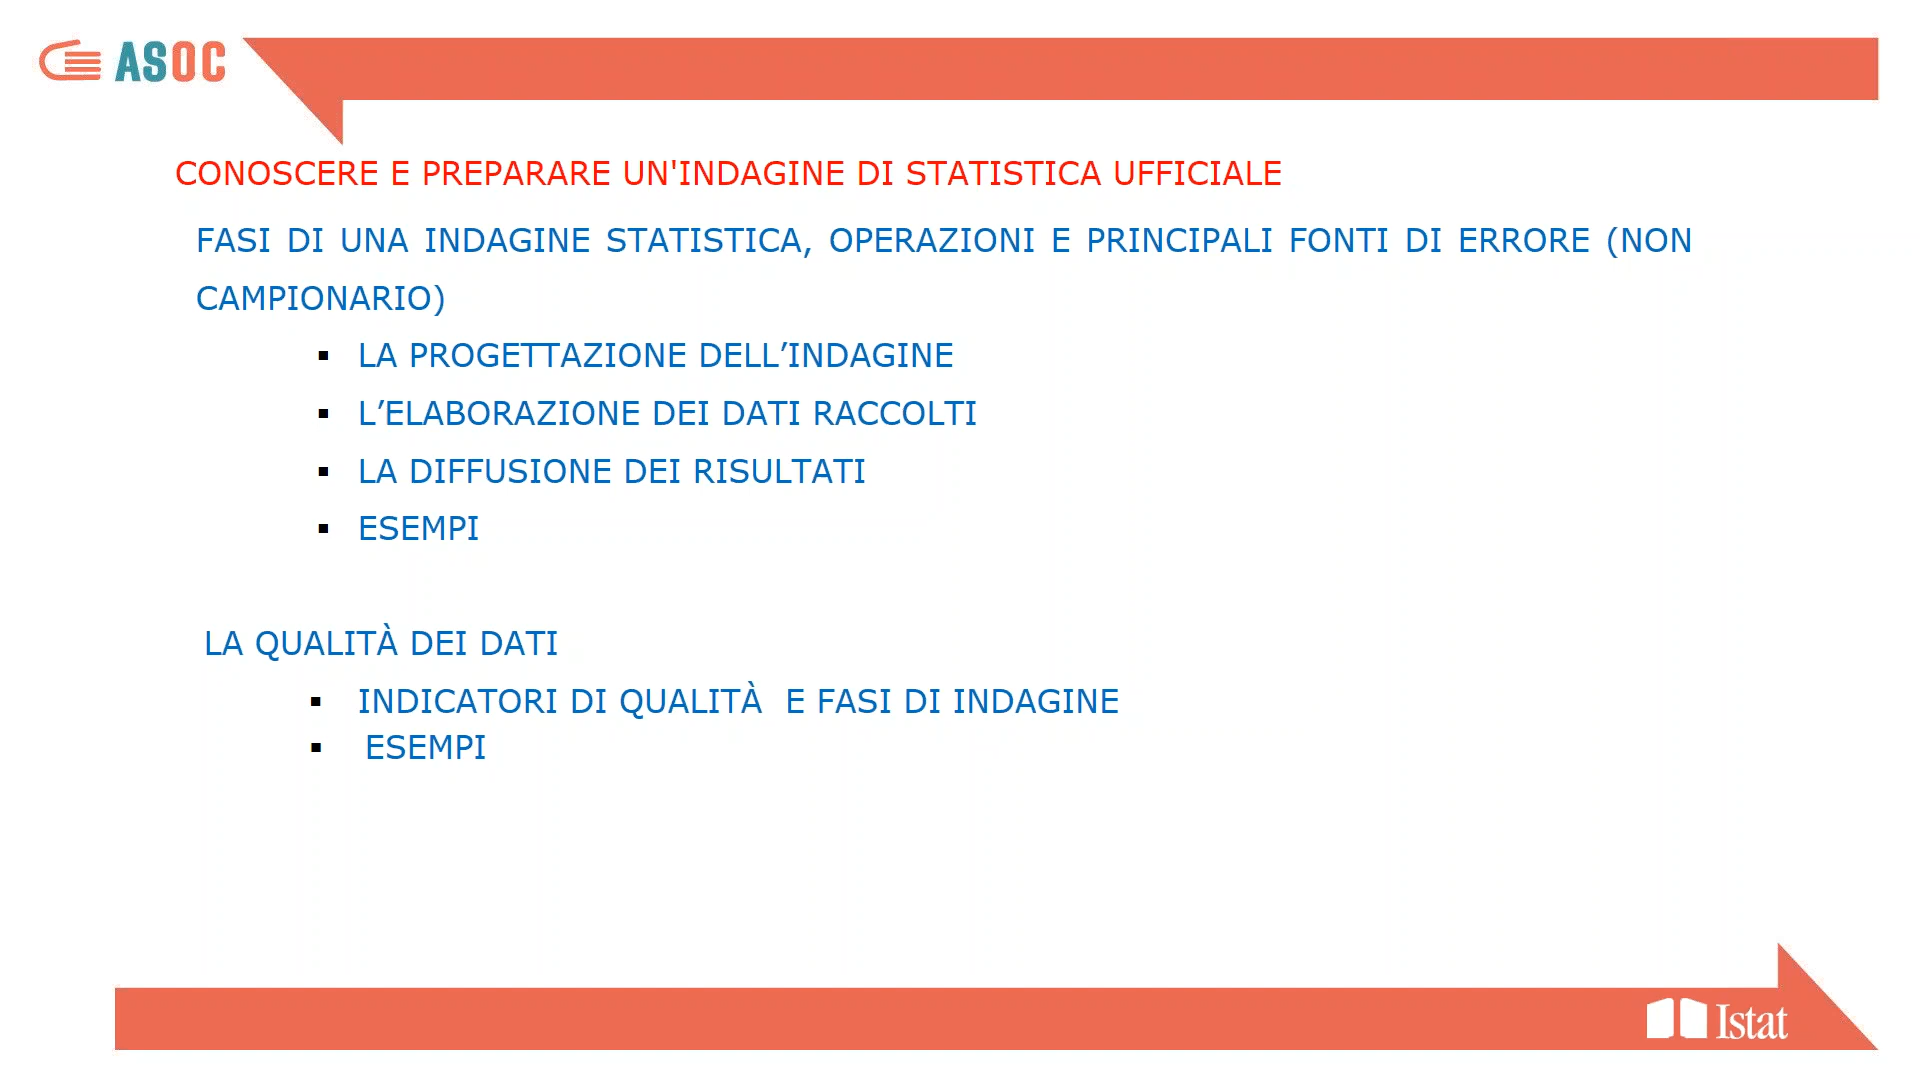 ASOC
CONOSCERE E PREPARARE UN'INDAGINE DI STATISTICA UFFICIALE
FASI DI UNA INDAGINE STATISTICA, OPERAZIONI E PRINCIPALI FONTI DI ERRORE (NON
CAMPIONARIO)
▪ LA PROGETTAZIONE DELL’INDAGINE
▪ L’ELABORAZIONE DEI DATI RACCOLTI
▪ LA DIFFUSIONE DEI RISULTATI
▪ ESEMPI
LA QUALITÀ DEI DATI
▪ INDICATORI DI QUALITÀ E FASI DI INDAGINE
▪ ESEMPI
Istat